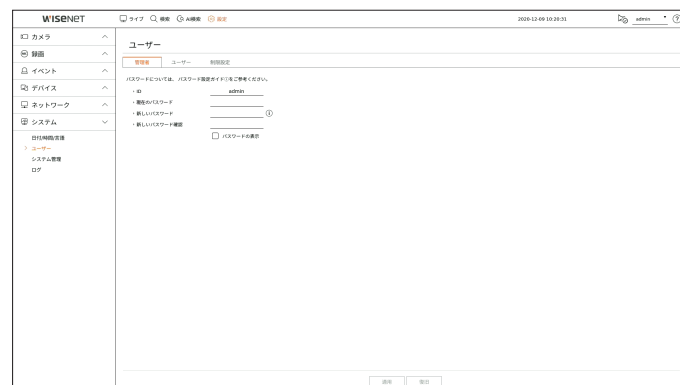 WISENET
ライブ 検索 AI検索 設定 2020-12-09 10:20:31 admin
カメラ
録画
イベント
デバイス
ネットワーク
システム
日付/時間/言語
ユーザー
システム管理
ログ
ユーザー
管理者 ユーザー 権限設定
パスワードについては、パスワード設定ガイドⓘをご参考ください。
・ID admin
・現在のパスワード
・新しいパスワード
・新しいパスワード確認
パスワードの表示
適用 復旧